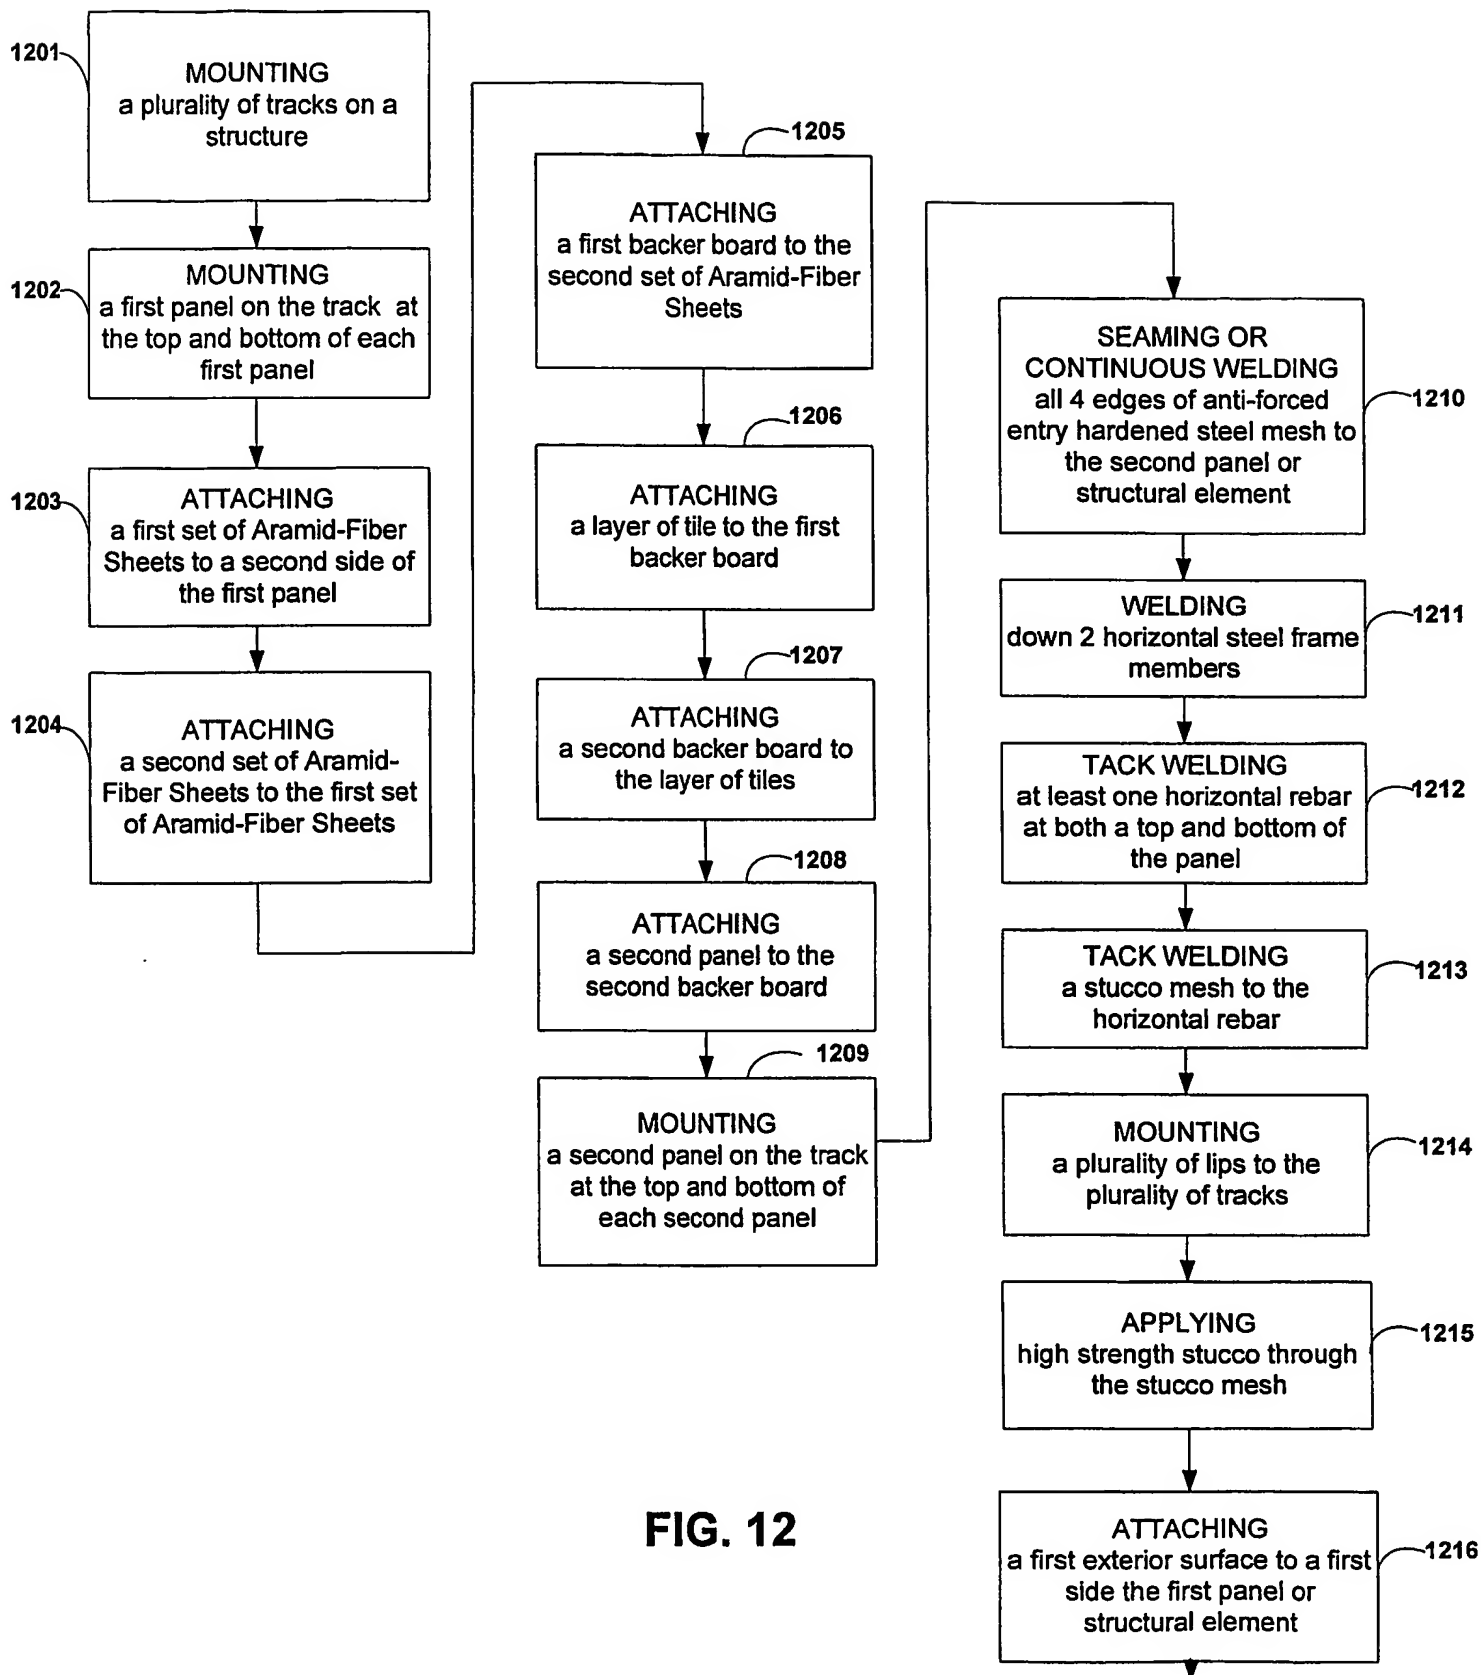 1201
MOUNTING
a plurality of tracks on a
structure
1202
MOUNTING
a first panel on the track at
the top and bottom of each
first panel
1203
ATTACHING
a first set of Aramid-Fiber
Sheets to a second side of
the first panel
1204
ATTACHING
a second set of Aramid-
Fiber Sheets to the first set
of Aramid-Fiber Sheets
1205
ATTACHING
a first backer board to the
second set of Aramid-Fiber
Sheets
1206
ATTACHING
a layer of tile to the first
backer board
1207
ATTACHING
a second backer board to
the layer of tiles
1208
ATTACHING
a second panel to the
second backer board
1209
MOUNTING
a second panel on the track
at the top and bottom of
each second panel
1210
SEAMING OR
CONTINUOUS WELDING
all 4 edges of anti-forced
entry hardened steel mesh to
the second panel or
structural element
1211
WELDING
down 2 horizontal steel frame
members
1212
TACK WELDING
at least one horizontal rebar
at both a top and bottom of
the panel
1213
TACK WELDING
a stucco mesh to the
horizontal rebar
1214
MOUNTING
a plurality of lips to the
plurality of tracks
1215
APPLYING
high strength stucco through
the stucco mesh
1216
ATTACHING
a first exterior surface to a first
side the first panel or
structural element
FIG. 12